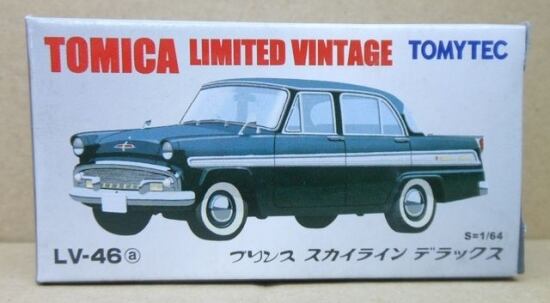 TOMICA LIMITED VINTAGE TOMYTEC
S=1/64
LV-46ⓐ プリンス スカイライン デラックス